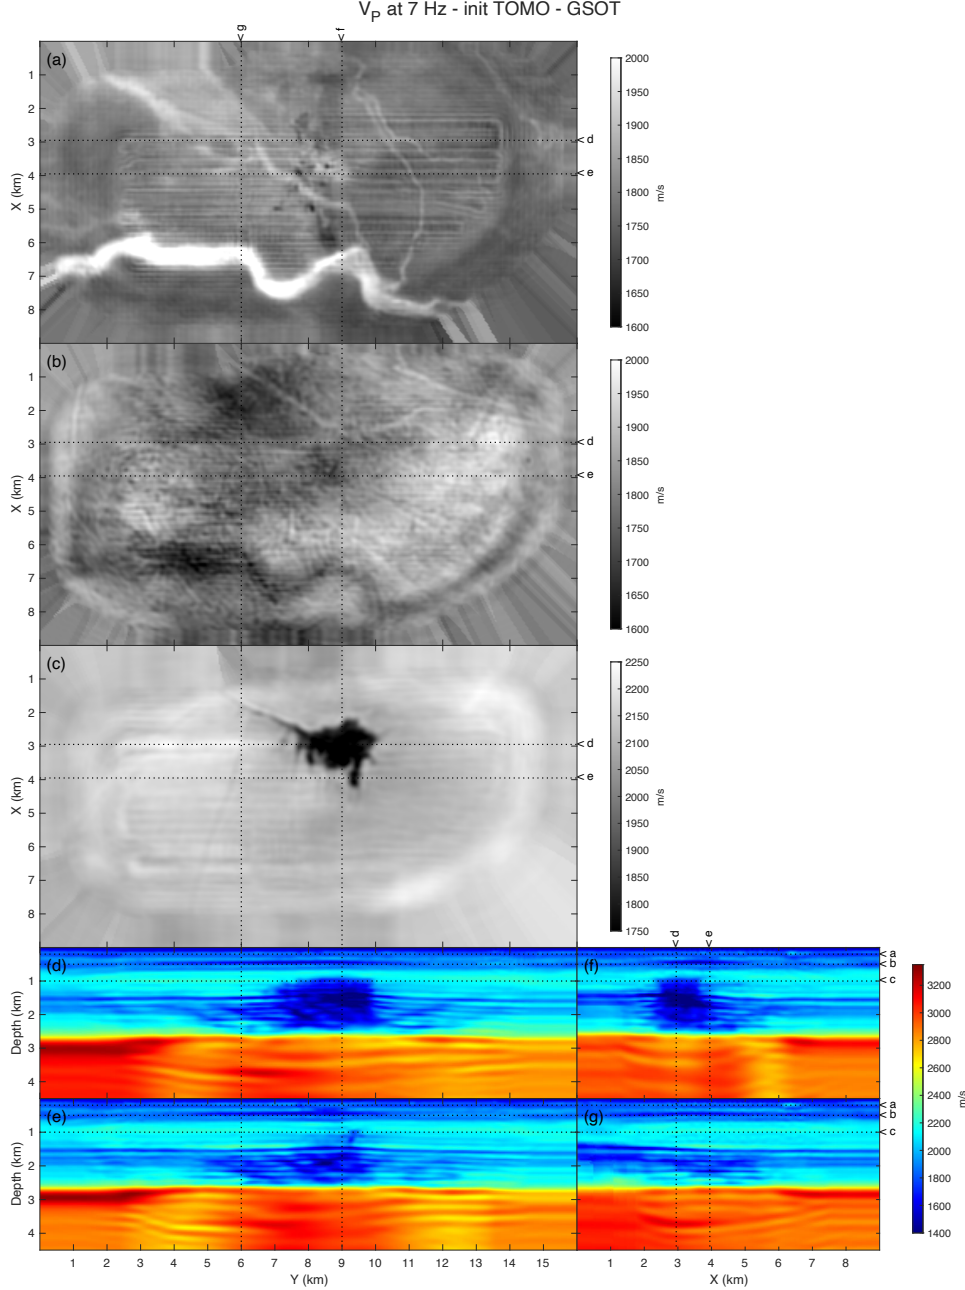 V_P at 7 Hz - init TOMO - GSOT
< g
< f
(a)
1
2
3
4
5
6
7
8
X (km)
< d
< e
2000
1950
1900
1850
1800
1750
1700
1650
1600
m/s
(b)
1
2
3
4
5
6
7
8
X (km)
< d
< e
2000
1950
1900
1850
1800
1750
1700
1650
1600
m/s
(c)
1
2
3
4
5
6
7
8
X (km)
< d
< e
2250
2200
2150
2100
2050
2000
1950
1900
1850
1800
1750
m/s
< d
< e
(d)
1
2
3
4
Depth (km)
(f)
< a
< b
< c
(e)
1
2
3
4
Depth (km)
(g)
< a
< b
< c
3200
3000
2800
2600
2400
2200
2000
1800
1600
1400
m/s
1 2 3 4 5 6 7 8 9 10 11 12 13 14 15
Y (km)
1 2 3 4 5 6 7 8
X (km)